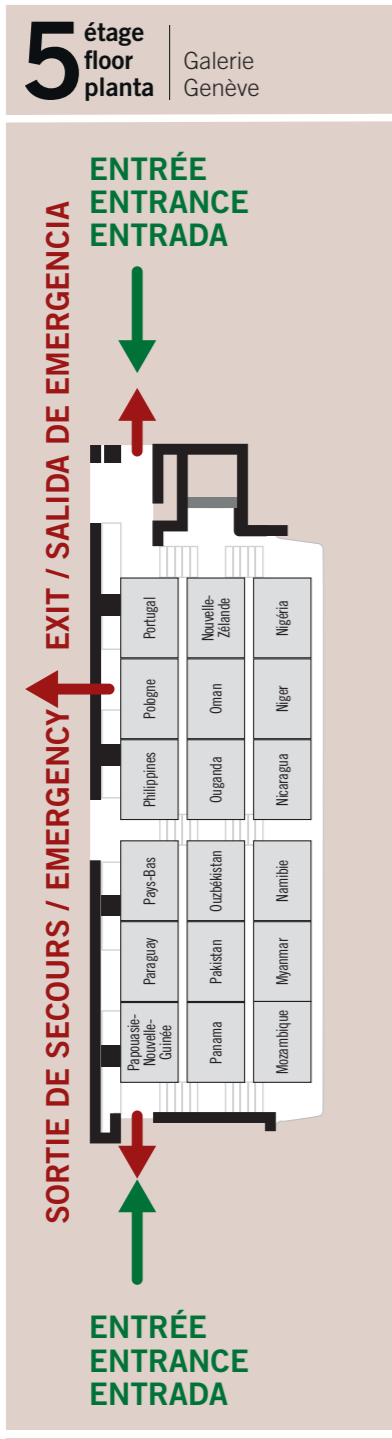 5
étage
floor
planta
Galerie
Genève
ENTRÉE
ENTRANCE
ENTRADA
SORTIE DE SECOURS / EMERGENCY EXIT / SALIDA DE EMERGENCIA
Portugal
Nouvelle-
Zélande
Nigéria
Pologne
Oman
Niger
Philippines
Ouganda
Nicaragua
Pays-Bas
Ouzbékistan
Namibie
Paraguay
Pakistan
Myanmar
Papouasie-
Nouvelle-
Guinée
Panama
Mozambique
ENTRÉE
ENTRANCE
ENTRADA